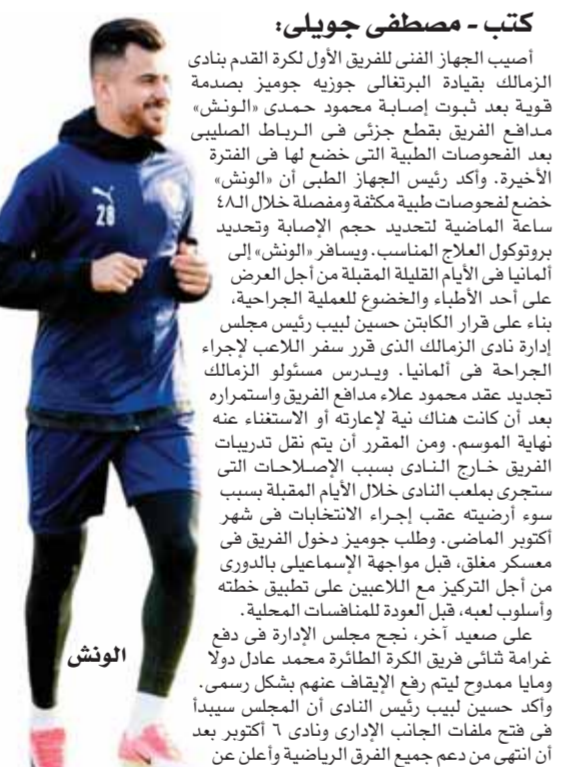 كتب - مصطفى جويلى:
أصيب الجهاز الفنى للفريق الأول لكرة القدم بنادى
الزمالك بقيادة البرتغالى جوزيه جوميز بصدمة
قوية بعد ثبوت إصابة محمود حمدى «الونش»
مدافع الفريق بقطع جزئى فى الرباط الصليبى
بعد الفحوصات الطبية التى خضع لها فى الفترة
الأخيرة. وأكد رئيس الجهاز الطبى أن «الونش»
خضع لفحوصات طبية مكثفة ومفصلة خلال الـ٤٨
ساعة الماضية لتحديد حجم الإصابة وتحديد
بروتوكول العلاج المناسب. ويسافر «الونش» إلى
ألمانيا فى الأيام القليلة المقبلة من أجل العرض
على أحد الأطباء والخضوع للعملية الجراحية،
بناء على قرار الكابتن حسين لبيب رئيس مجلس
إدارة نادى الزمالك الذى قرر سفر اللاعب لإجراء
الجراحة فى ألمانيا. ويدرس مسئولو الزمالك
تجديد عقد محمود علاء مدافع الفريق واستمراره
بعد أن كانت هناك نية لإعارته أو الاستغناء عنه
نهاية الموسم. ومن المقرر أن يتم نقل تدريبات
الفريق خارج النادى بسبب الإصلاحات التى
ستجرى بملعب النادى خلال الأيام المقبلة بسبب
سوء أرضيته عقب إجراء الانتخابات فى شهر
أكتوبر الماضى. وطلب جوميز دخول الفريق فى
معسكر مغلق، قبل مواجهة الإسماعيلى بالدورى
من أجل التركيز مع اللاعبين على تطبيق خطته
وأسلوب لعبه، قبل العودة للمنافسات المحلية.
على صعيد آخر، نجح مجلس الإدارة فى دفع
غرامة ثنائى فريق الكرة الطائرة محمد عادل دولا
ومايا ممدوح ليتم رفع الإيقاف عنهم بشكل رسمى.
وأكد حسين لبيب رئيس النادى أن المجلس سيبدأ
فى فتح ملفات الجانب الإدارى ونادى ٦ أكتوبر بعد
أن انتهى من دعم جميع الفرق الرياضية وأعلن عن
الونش
28